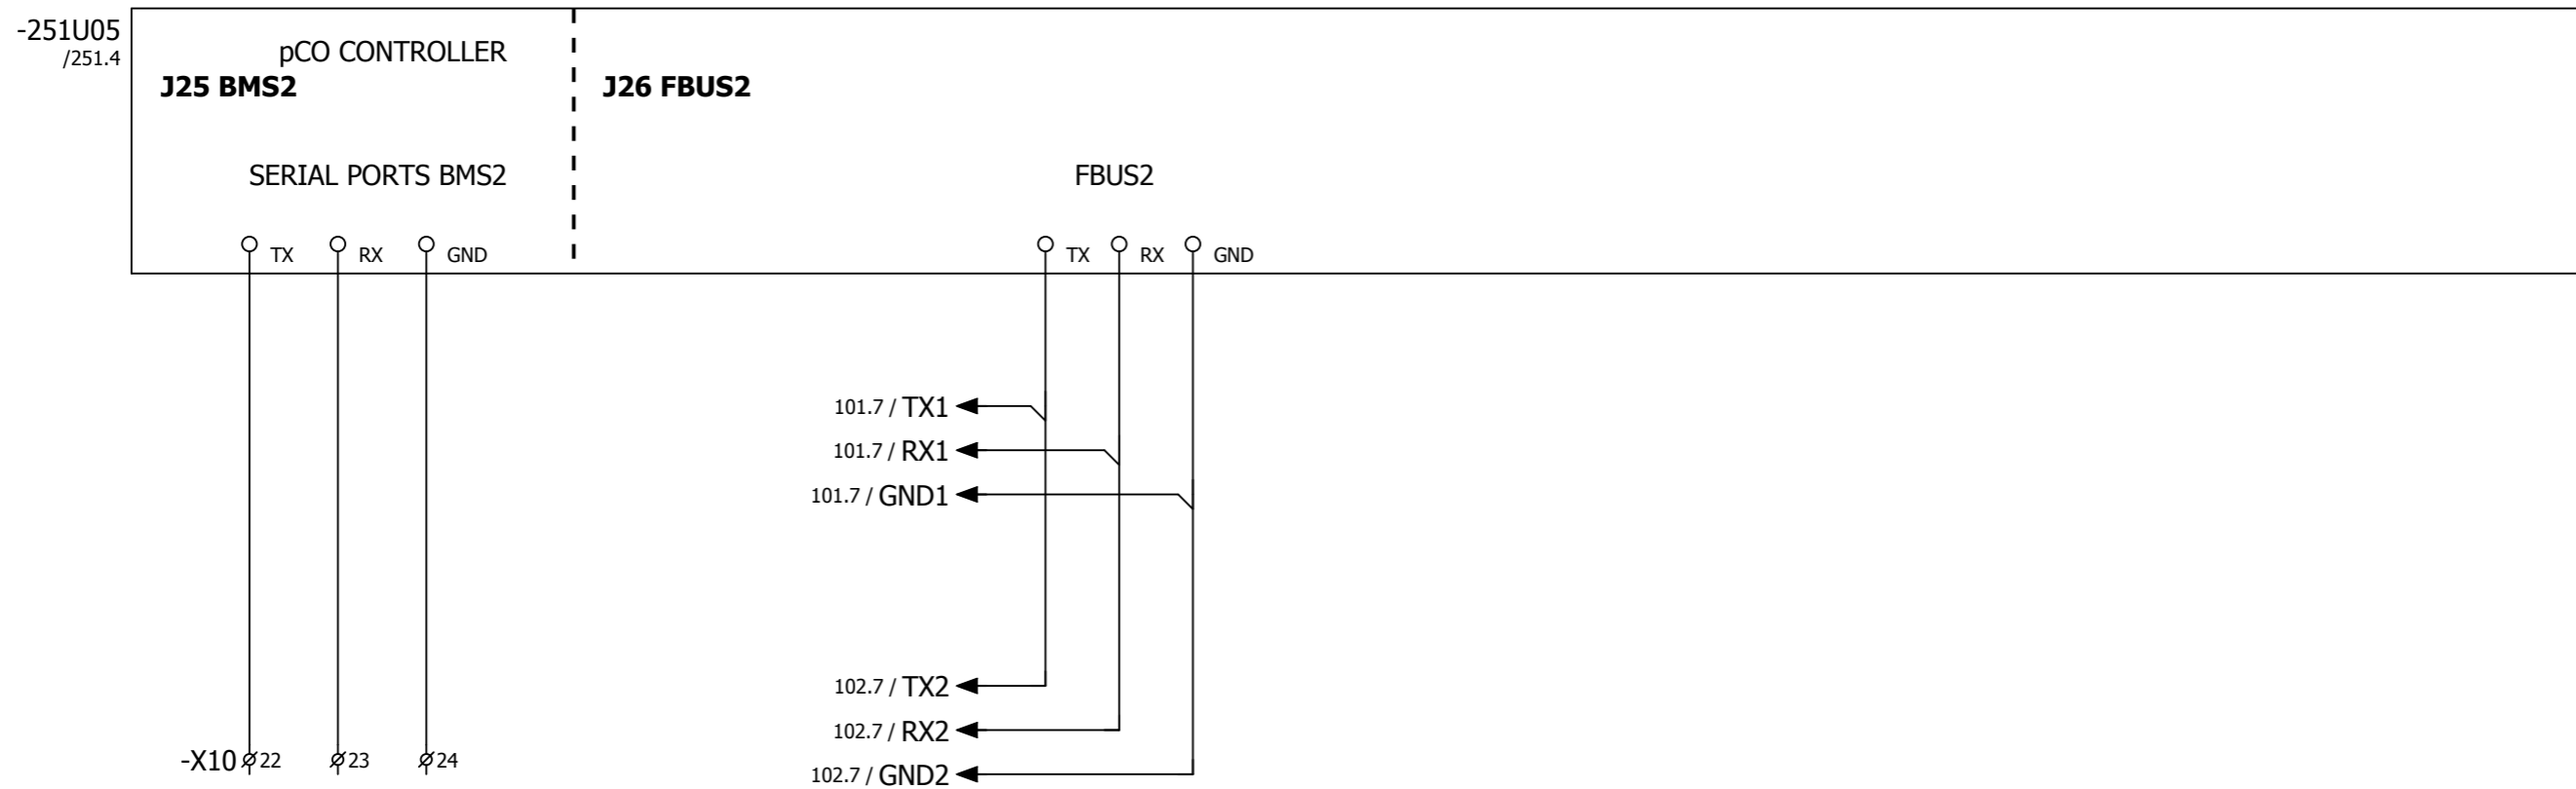 -251U05
/251.4
pCO CONTROLLER
J25 BMS2
J26 FBUS2
SERIAL PORTS BMS2
FBUS2
TX RX GND
TX RX GND
101.7 / TX1
101.7 / RX1
101.7 / GND1
102.7 / TX2
102.7 / RX2
-X10 22 23 24
102.7 / GND2